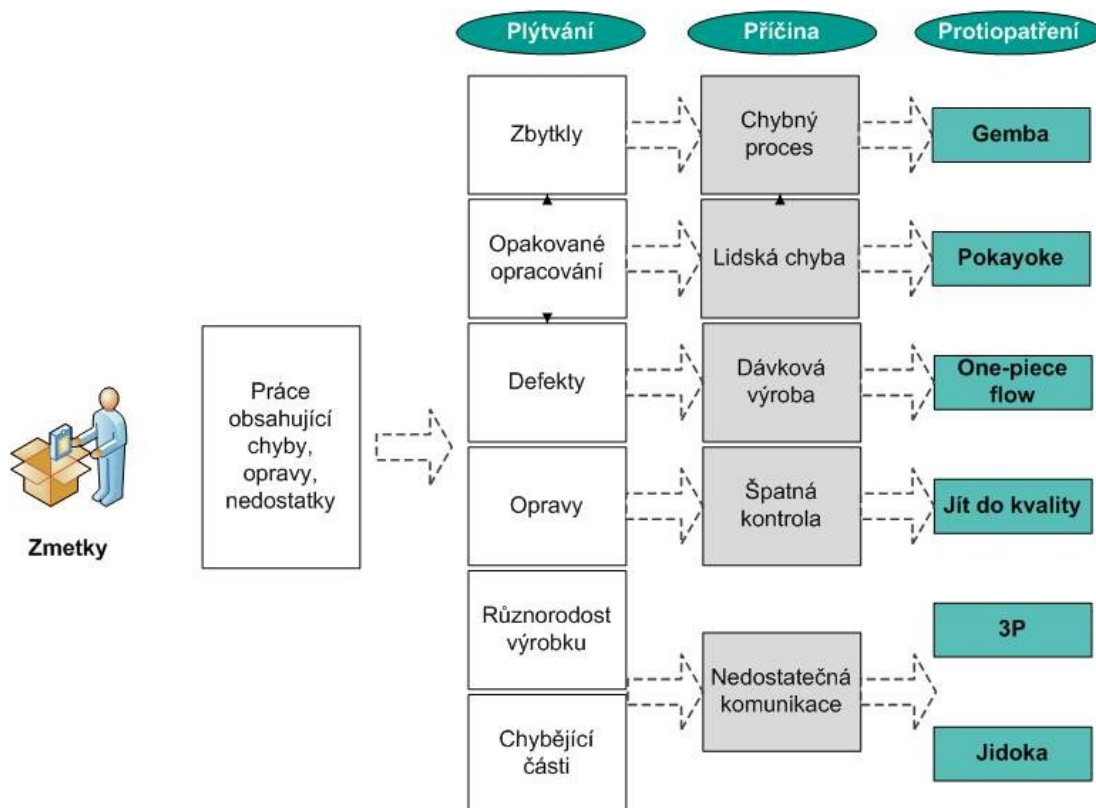 Plýtvání
Příčina
Protiopatření
Zbytkly
Chybný
proces
Gemba
Opakované
opracování
Lidská chyba
Pokayoke
Práce
obsahující
chyby,
opravy,
nedostatky
Zmetky
Defekty
Dávková
výroba
One-piece
flow
Opravy
Špatná
kontrola
Jít do kvality
Různorodost
výrobku
Chybějící
části
Nedostatečná
komunikace
3P
Jidoka